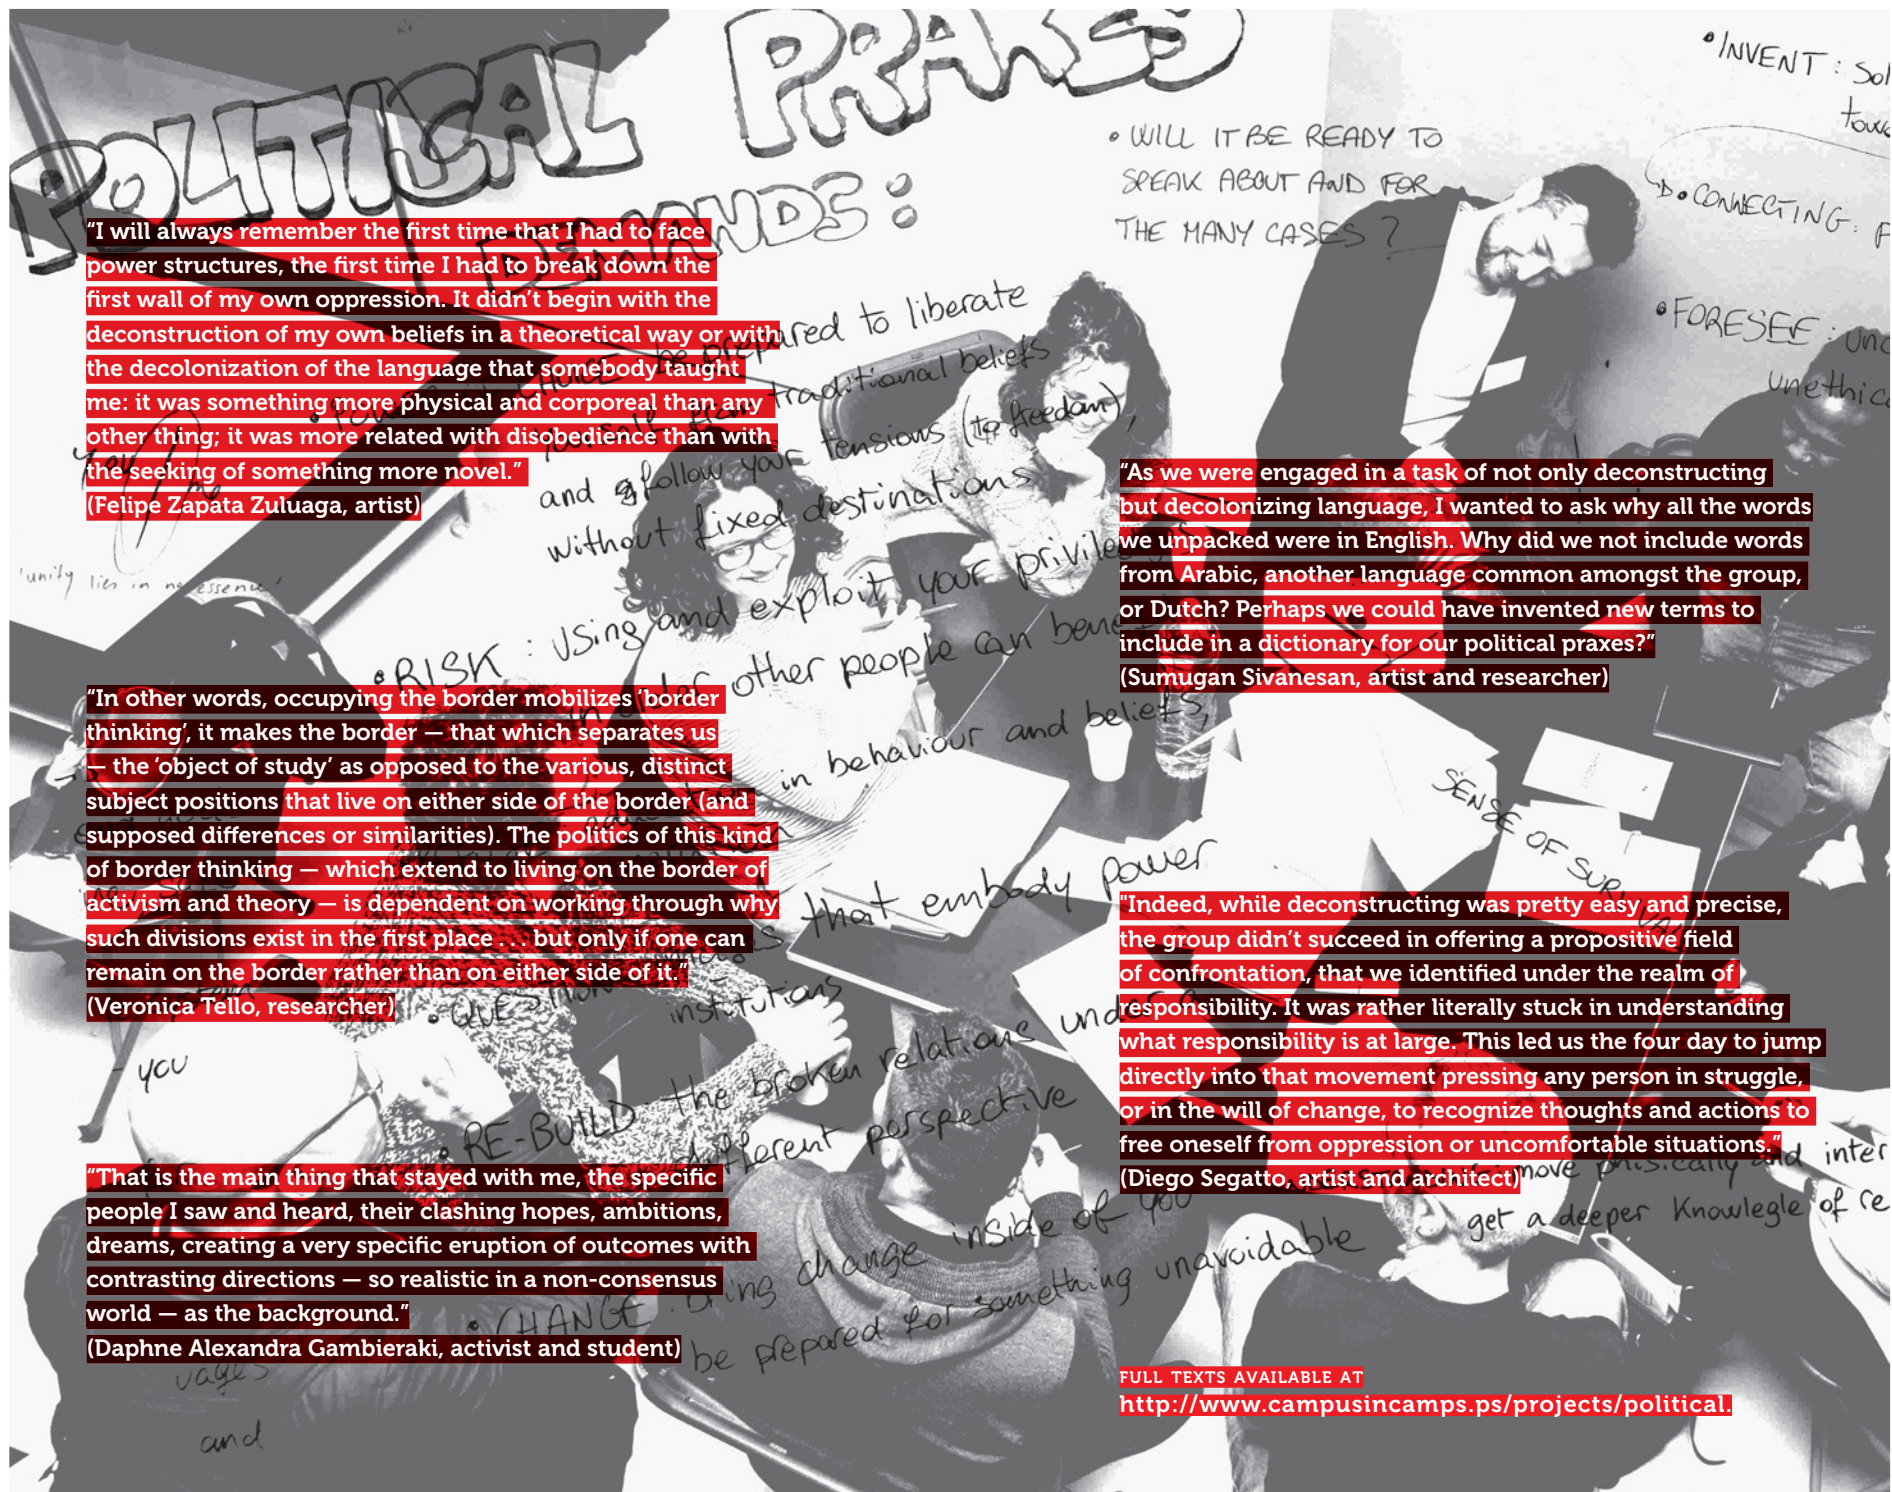 POLITICAL PRAXES
DEMANDS:
• INVENT : Sol
• WILL IT BE READY TO
SPEAK ABOUT AND FOR
THE MANY CASES ?
• CONNECTING:
• FORESEE :
unethic
“I will always remember the first time that I had to face
power structures, the first time I had to break down the
first wall of my own oppression. It didn’t begin with the
deconstruction of my own beliefs in a theoretical way or with
the decolonization of the language that somebody taught
me: it was something more physical and corporeal than any
other thing; it was more related with disobedience than with
the seeking of something more novel.”
(Felipe Zapata Zuluaga, artist)
be prepared to liberate
traditional beliefs
and follow your tensions (to freedom),
without fixed destinations
'unity lies in no essence'
• RISK : using and exploit your privileges
other people can
in behaviour and beliefs,
“In other words, occupying the border mobilizes ‘border
thinking’, it makes the border — that which separates us
— the ‘object of study’ as opposed to the various, distinct
subject positions that live on either side of the border (and
supposed differences or similarities). The politics of this kind
of border thinking — which extend to living on the border of
activism and theory — is dependent on working through why
such divisions exist in the first place . . . but only if one can
remain on the border rather than on either side of it.”
(Veronica Tello, researcher)
that embody power
institutions
YOU
• RE-BUILD : the broken relations under
different perspective
“That is the main thing that stayed with me, the specific
people I saw and heard, their clashing hopes, ambitions,
dreams, creating a very specific eruption of outcomes with
contrasting directions — so realistic in a non-consensus
world — as the background.”
(Daphne Alexandra Gambieraki, activist and student)
• CHANGE : bring change inside of you
be prepared for something unavoidable
and
“As we were engaged in a task of not only deconstructing
but decolonizing language, I wanted to ask why all the words
we unpacked were in English. Why did we not include words
from Arabic, another language common amongst the group,
or Dutch? Perhaps we could have invented new terms to
include in a dictionary for our political praxes?”
(Sumugan Sivanesan, artist and researcher)
SENSE OF SURVIVAL
"Indeed, while deconstructing was pretty easy and precise,
the group didn’t succeed in offering a propositive field
of confrontation, that we identified under the realm of
responsibility. It was rather literally stuck in understanding
what responsibility is at large. This led us the four day to jump
directly into that movement pressing any person in struggle,
or in the will of change, to recognize thoughts and actions to
free oneself from oppression or uncomfortable situations.”
(Diego Segatto, artist and architect)
move phisically and inter
get a deeper Knowlegle of re
FULL TEXTS AVAILABLE AT
http://www.campusincamps.ps/projects/political.